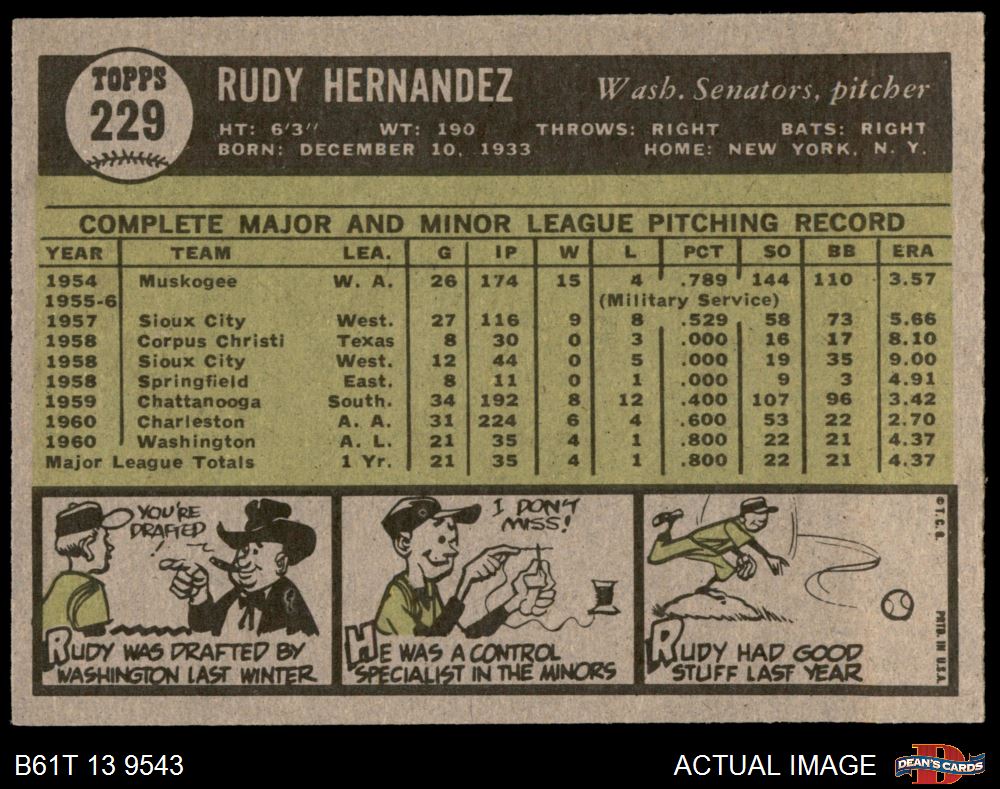 TOPPS
229
RUDY HERNANDEZ
Wash. Senators, pitcher
HT: 6'3" WT: 190 THROWS: RIGHT BATS: RIGHT
BORN: DECEMBER 10, 1933 HOME: NEW YORK, N. Y.
COMPLETE MAJOR AND MINOR LEAGUE PITCHING RECORD
YEAR TEAM LEA. G IP W L PCT SO BB ERA
1954 Muskogee W. A. 26 174 15 4 .789 144 110 3.57
1955-6 (Military Service)
1957 Sioux City West. 27 116 9 8 .529 58 73 5.66
1958 Corpus Christi Texas 8 30 0 3 .000 16 17 8.10
1958 Sioux City West. 12 44 0 5 .000 19 35 9.00
1958 Springfield East. 8 11 0 1 .000 9 3 4.91
1959 Chattanooga South. 34 192 8 12 .400 107 96 3.42
1960 Charleston A. A. 31 224 6 4 .600 53 22 2.70
1960 Washington A. L. 21 35 4 1 .800 22 21 4.37
Major League Totals 1 Yr. 21 35 4 1 .800 22 21 4.37
YOU'RE
DRAFTED
!
RUDY WAS DRAFTED BY
WASHINGTON LAST WINTER
I DON'T
MISS!
HE WAS A CONTROL
SPECIALIST IN THE MINORS
RUDY HAD GOOD
STUFF LAST YEAR
© T.C.G. PRTD. IN U.S.A.
B61T 13 9543
ACTUAL IMAGE
D
DEAN'S CARDS